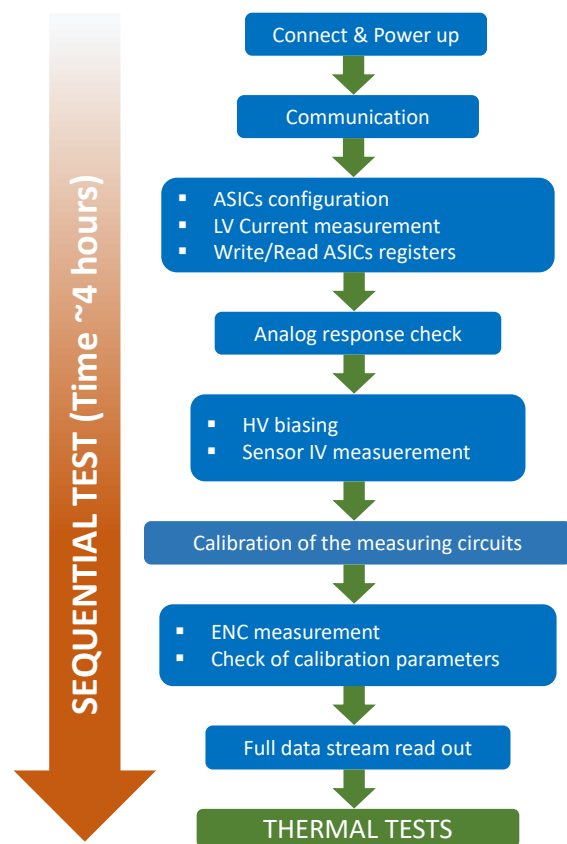 Connect & Power up
Communication
▪ ASICs configuration
▪ LV Current measurement
▪ Write/Read ASICs registers
Analog response check
▪ HV biasing
▪ Sensor IV measuerement
Calibration of the measuring circuits
▪ ENC measurement
▪ Check of calibration parameters
Full data stream read out
THERMAL TESTS
SEQUENTIAL TEST (Time ~4 hours)